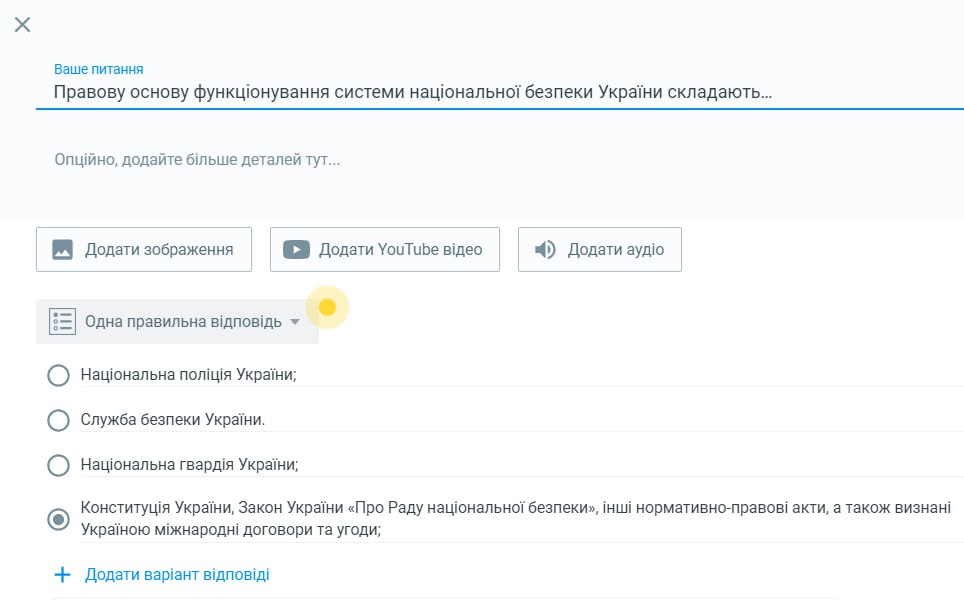 Ваше питання
Правову основу функціонування системи національної безпеки України складають…
Опційно, додайте більше деталей тут...
Додати зображення
Додати YouTube відео
Додати аудіо
Одна правильна відповідь
Національна поліція України;
Служба безпеки України.
Національна гвардія України;
Конституція України, Закон України «Про Раду національної безпеки», інші нормативно-правові акти, а також визнані
Україною міжнародні договори та угоди;
Додати варіант відповіді